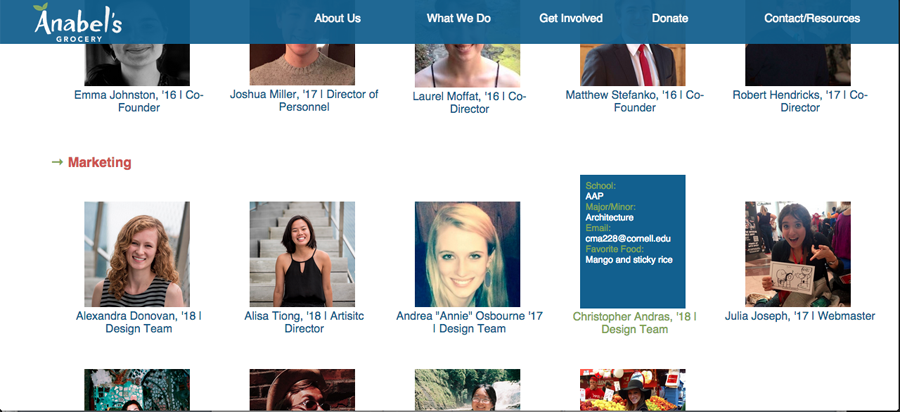 Anabel's
GROCERY
About Us
What We Do
Get Involved
Donate
Contact/Resources
Emma Johnston, '16 | Co-
Founder
Joshua Miller, '17 | Director of
Personnel
Laurel Moffat, '16 | Co-
Director
Matthew Stefanko, '16 | Co-
Founder
Robert Hendricks, '17 | Co-
Director
→ Marketing
School:
AAP
Major/Minor:
Architecture
Email:
cma228@cornell.edu
Favorite Food:
Mango and sticky rice
Alexandra Donovan, '18 |
Design Team
Alisa Tiong, '18 | Artisitc
Director
Andrea "Annie" Osbourne '17
| Design Team
Christopher Andras, '18 |
Design Team
Julia Joseph, '17 | Webmaster